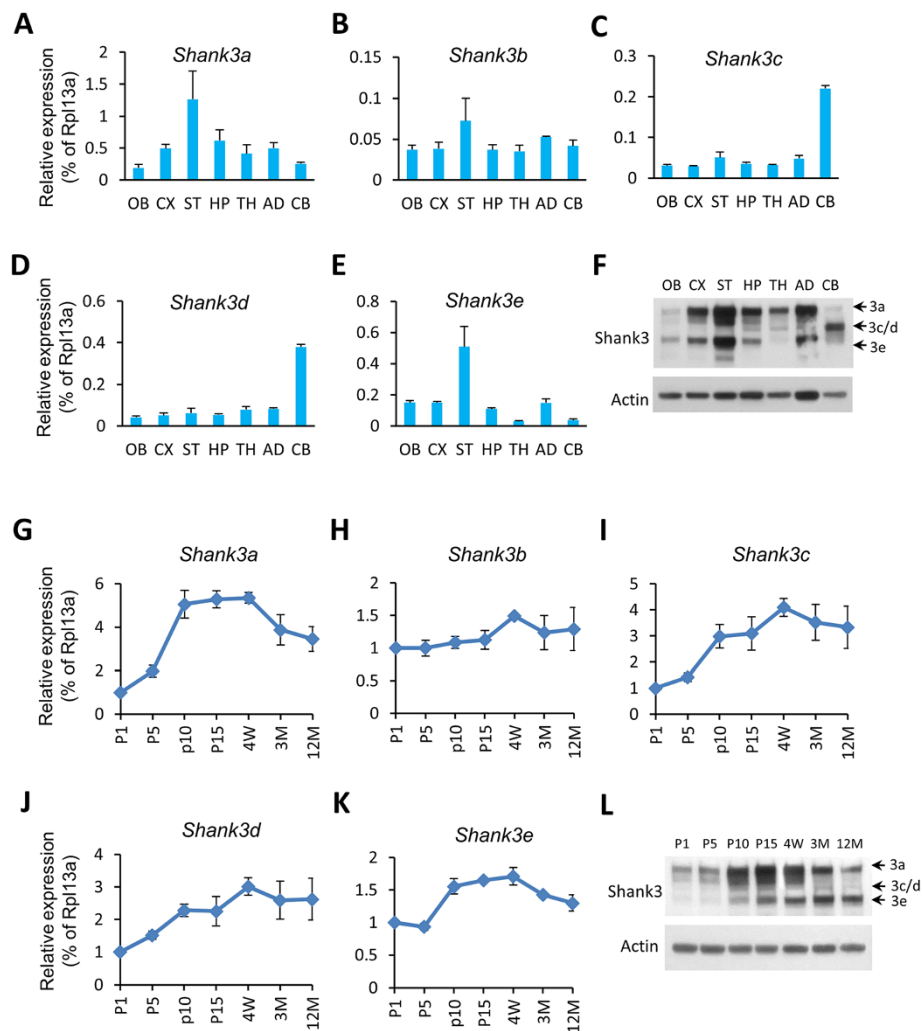 A
Shank3a
Relative expression
(% of Rpl13a)
2
1.5
1
0.5
0
OB CX ST HP TH AD CB
B
Shank3b
0.15
0.1
0.05
0
OB CX ST HP TH AD CB
C
Shank3c
0.3
0.2
0.1
0
OB CX ST HP TH AD CB
D
Shank3d
Relative expression
(% of Rpl13a)
0.6
0.4
0.2
0
OB CX ST HP TH AD CB
E
Shank3e
0.8
0.6
0.4
0.2
0
OB CX ST HP TH AD CB
F
OB CX ST HP TH AD CB
Shank3
3a
3c/d
3e
Actin
G
Shank3a
Relative expression
(% of Rpl13a)
6
4
2
0
P1 P5 p10 P15 4W 3M 12M
H
Shank3b
2
1.5
1
0.5
0
P1 P5 p10 P15 4W 3M 12M
I
Shank3c
5
4
3
2
1
0
P1 P5 p10 P15 4W 3M 12M
J
Shank3d
Relative expression
(% of Rpl13a)
4
3
2
1
0
P1 P5 p10 P15 4W 3M 12M
K
Shank3e
2
1.5
1
0.5
0
P1 P5 p10 P15 4W 3M 12M
L
P1 P5 P10 P15 4W 3M 12M
Shank3
3a
3c/d
3e
Actin